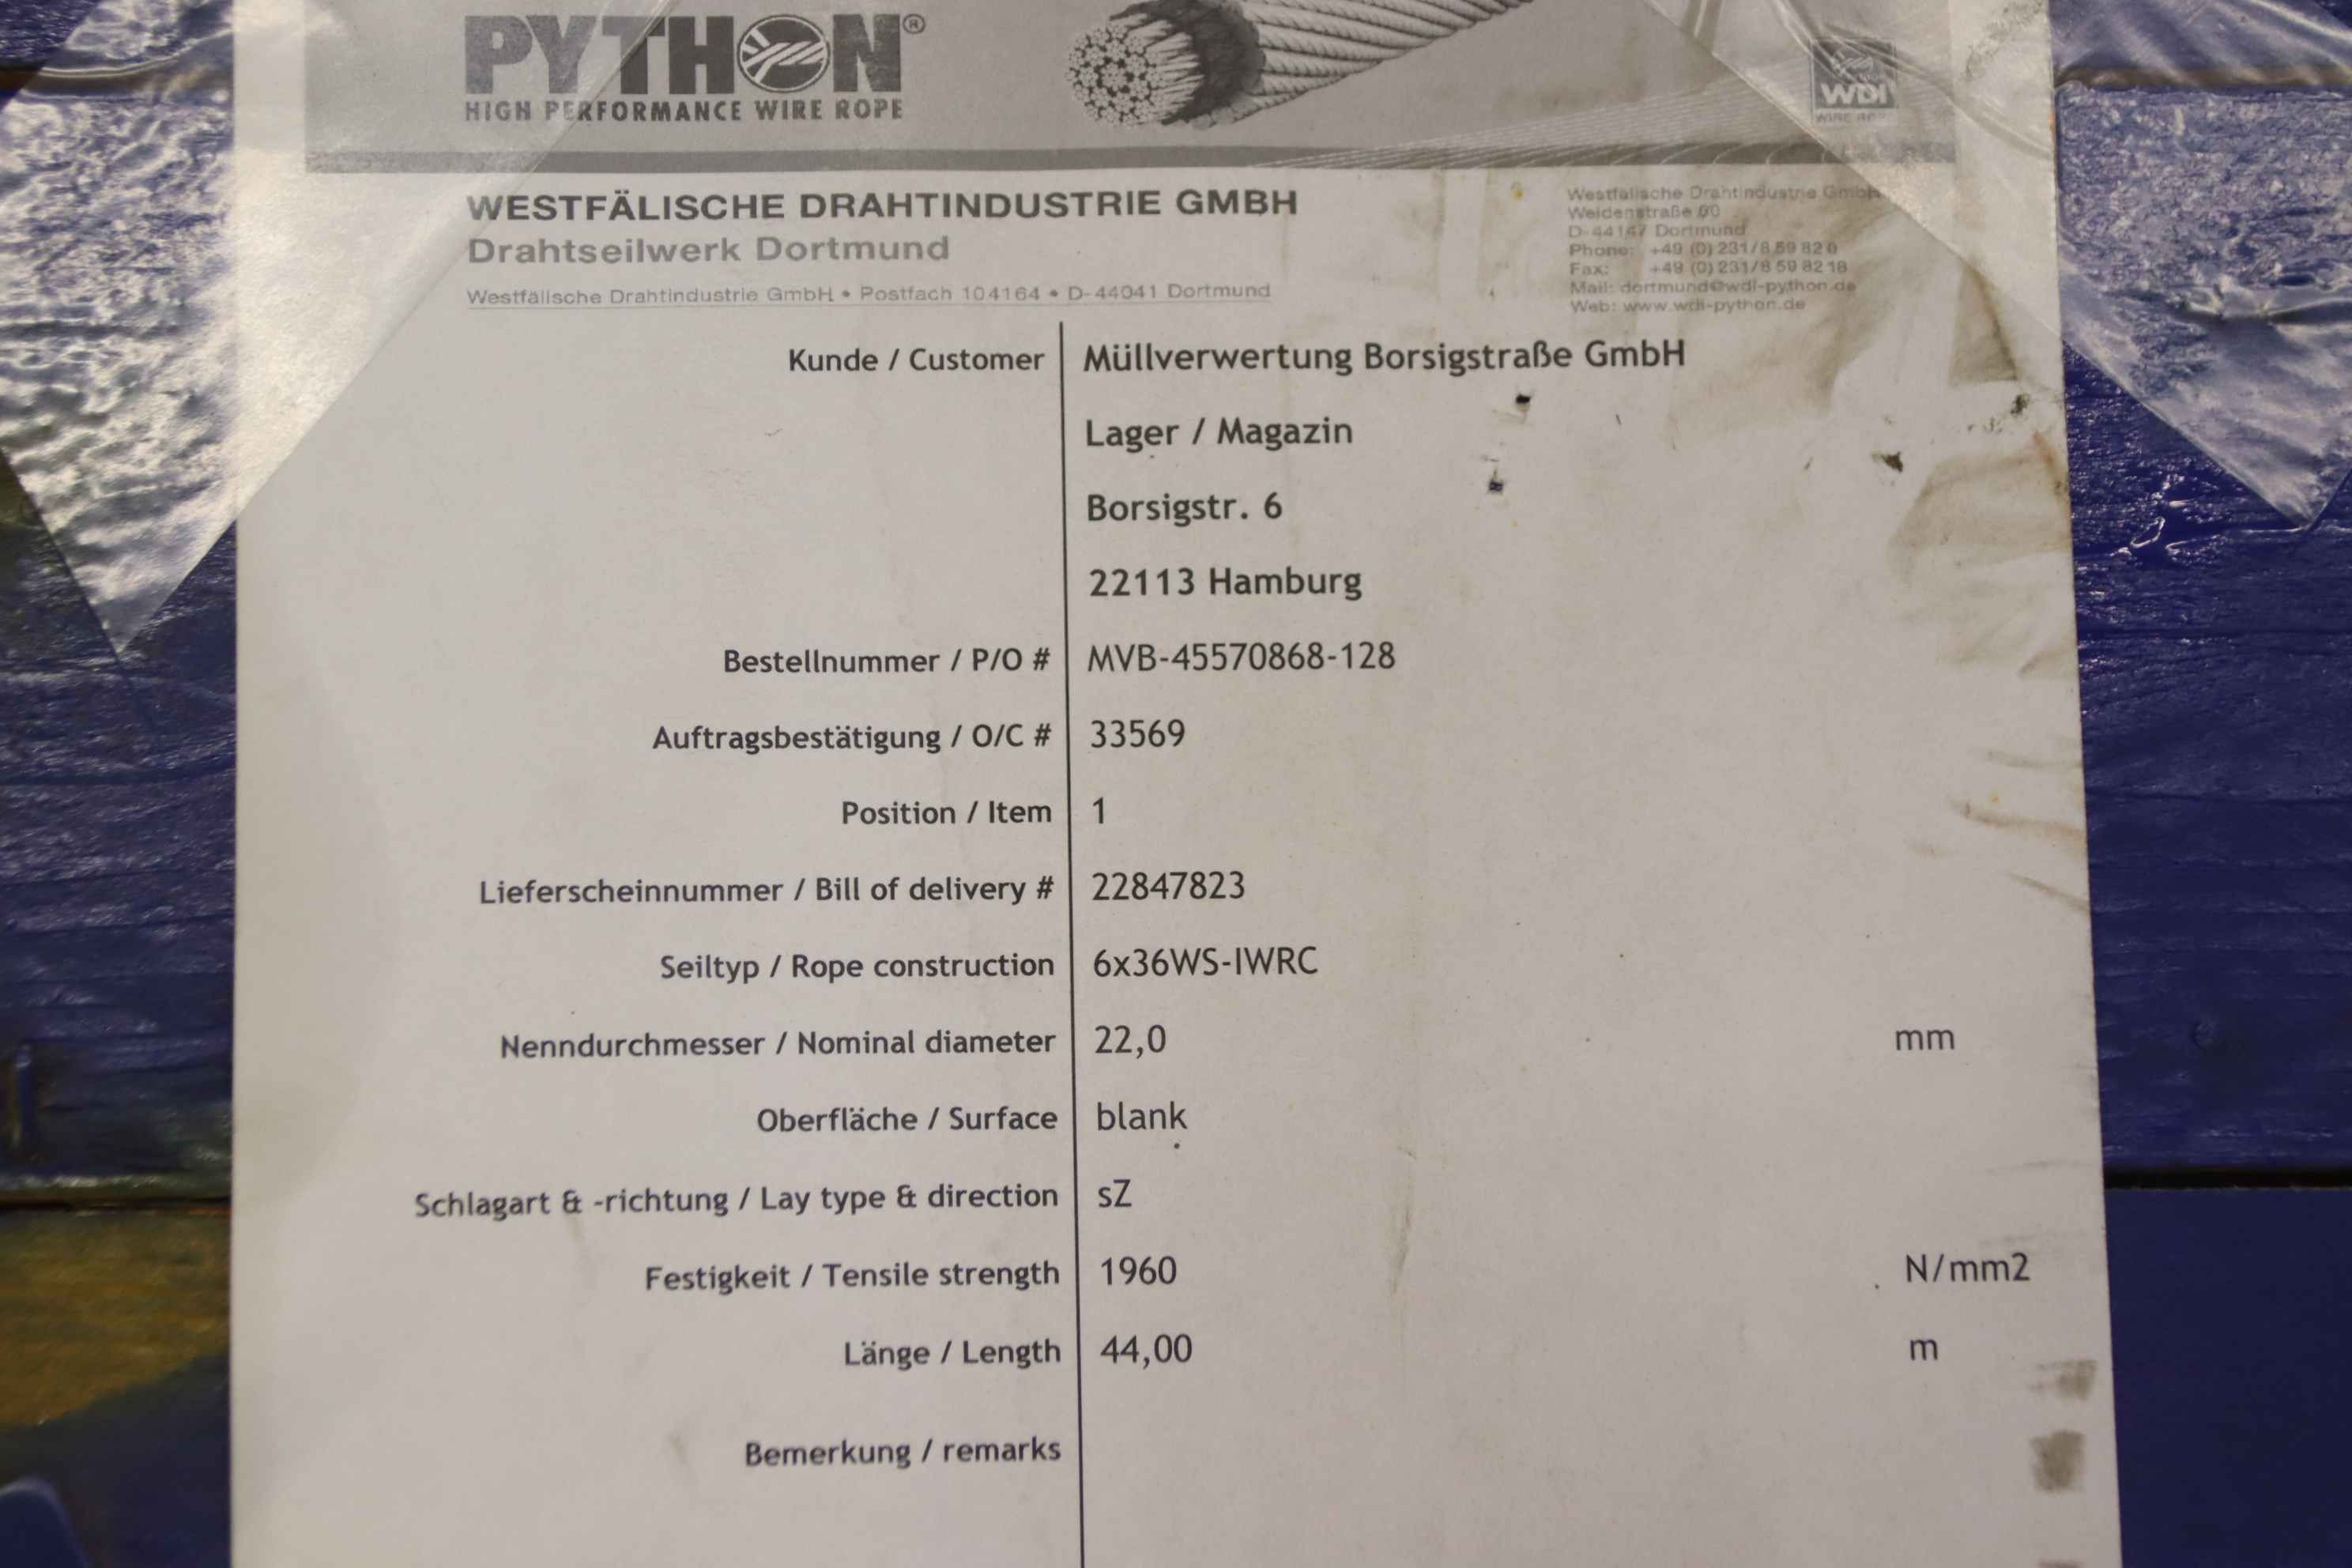 PYTHON®
HIGH PERFORMANCE WIRE ROPE
WDI
WIRE ROPE
WESTFÄLISCHE DRAHTINDUSTRIE GMBH
Drahtseilwerk Dortmund
Westfälische Drahtindustrie GmbH • Postfach 104164 • D-44041 Dortmund
Westfälische Drahtindustrie GmbH
Weidenstraße
D-44147 Dortmund
Phone: +49 (0) 231/8 59 82 0
Fax: +49 (0) 231/8 59 82 18
Mail: dortmund@wdi-python.de
Web: www.wdi-python.de
Kunde / Customer Müllverwertung Borsigstraße GmbH
Lager / Magazin
Borsigstr. 6
22113 Hamburg
Bestellnummer / P/O # MVB-45570868-128
Auftragsbestätigung / O/C # 33569
Position / Item 1
Lieferscheinnummer / Bill of delivery # 22847823
Seiltyp / Rope construction 6x36WS-IWRC
Nenndurchmesser / Nominal diameter 22,0 mm
Oberfläche / Surface blank
Schlagart & -richtung / Lay type & direction sZ
Festigkeit / Tensile strength 1960 N/mm2
Länge / Length 44,00 m
Bemerkung / remarks